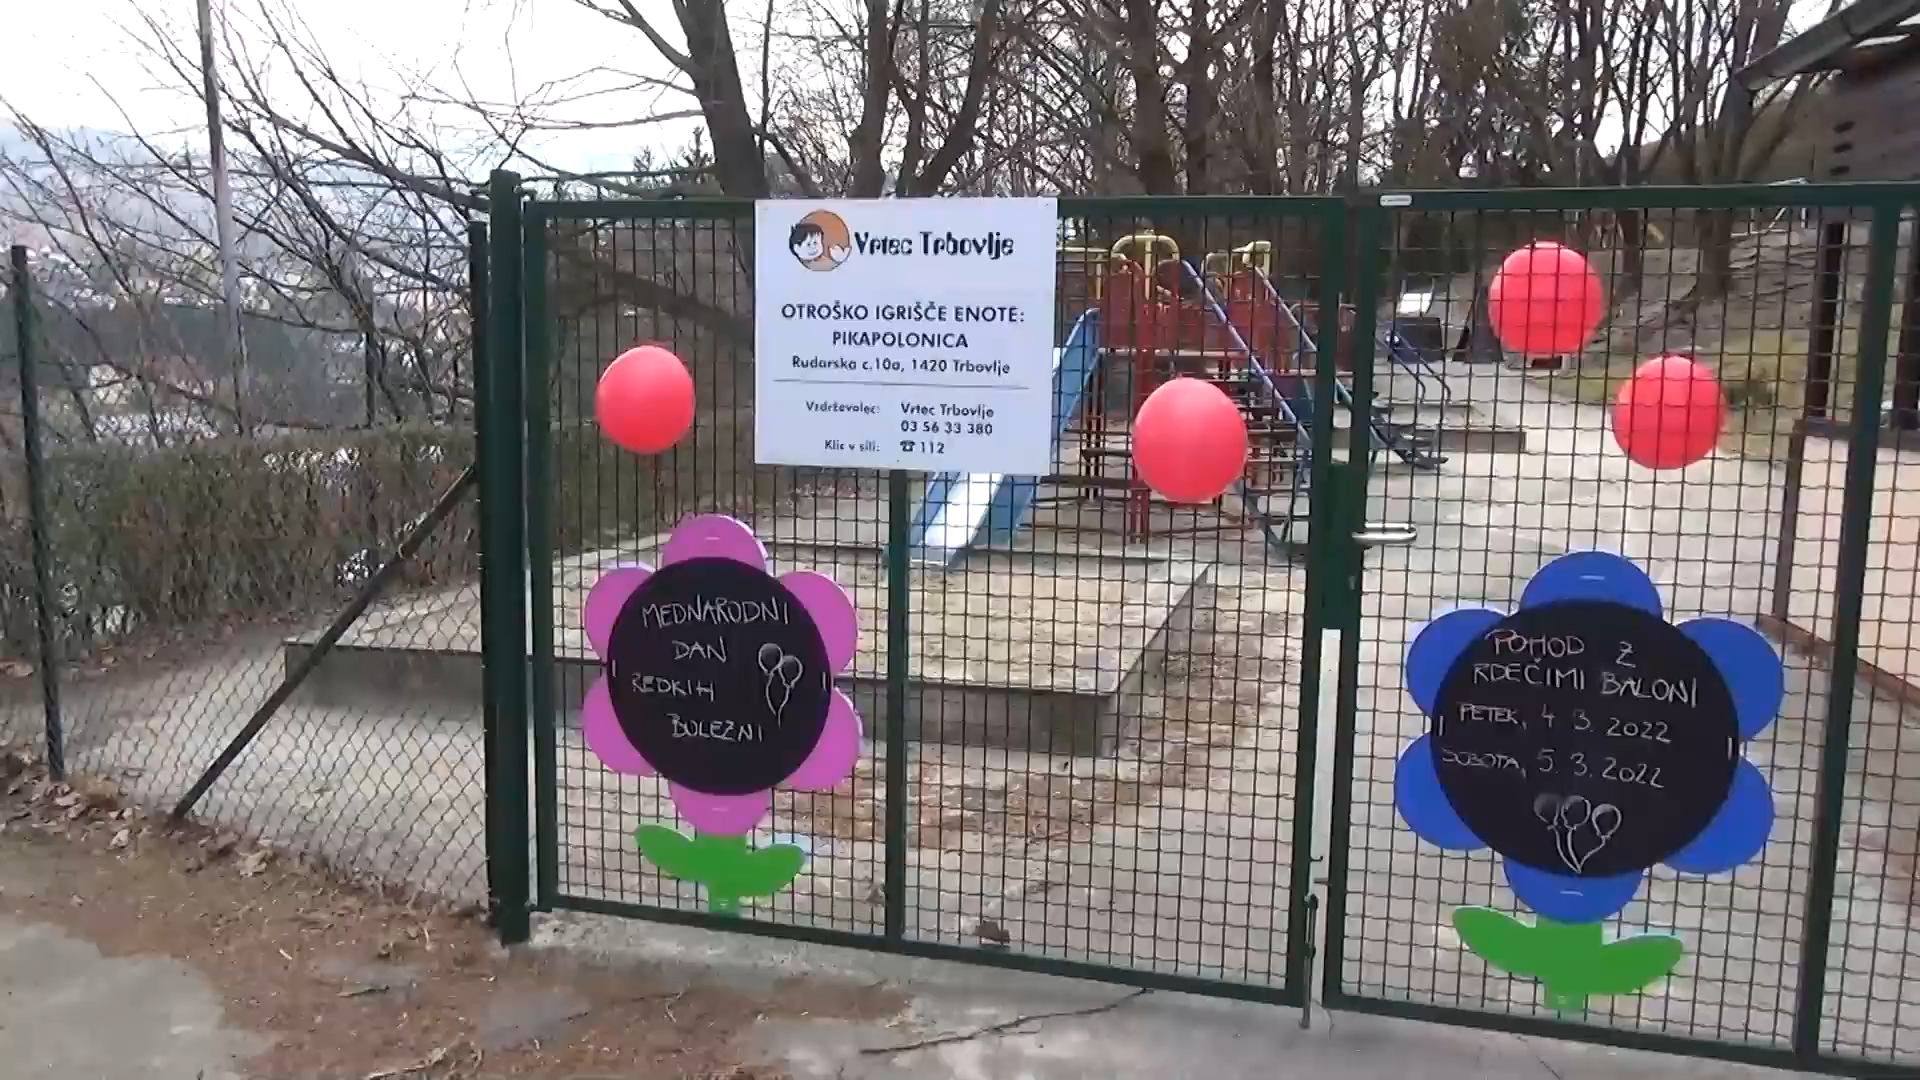 Vrtec Trbovlje
OTROŠKO IGRIŠČE ENOTE:
PIKAPOLONICA
Rudarska c.10a, 1420 Trbovlje
Vzdrževalec: Vrtec Trbovlje
03 56 33 380
Klic v sili: ☎ 112
MEDNARODNI
DAN
REDKIH
BOLEZNI
POHOD Z
RDEČIMI BALONI
PETEK, 4. 3. 2022
SOBOTA, 5. 3. 2022